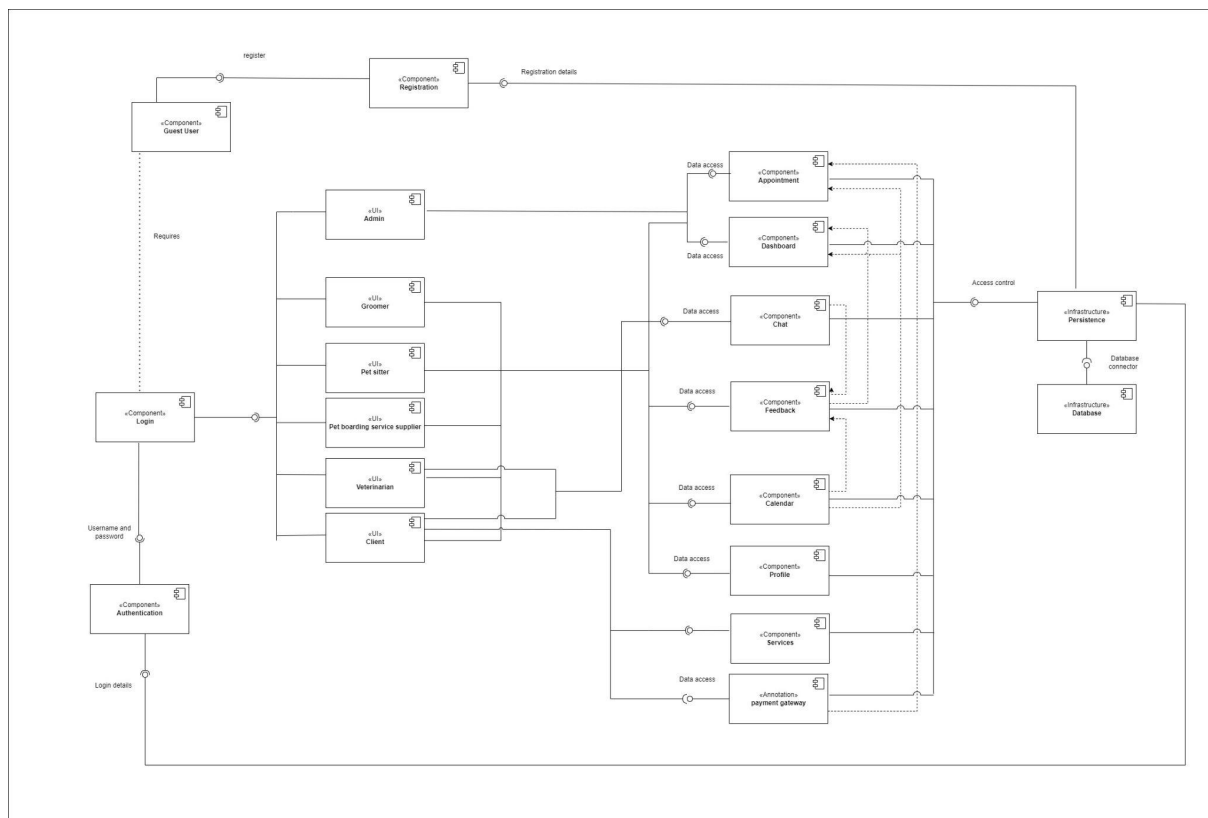 register
«Component»
Registration
Registration details
«Component»
Guest User
Requires
«UI»
Admin
«UI»
Groomer
«UI»
Pet sitter
«UI»
Pet boarding service supplier
«UI»
Veterinarian
«UI»
Client
«Component»
Login
Username and
password
«Component»
Authentication
Login details
Data access
«Component»
Appointment
Data access
«Component»
Dashboard
Data access
«Component»
Chat
Data access
«Component»
Feedback
Data access
«Component»
Calendar
Data access
«Component»
Profile
«Component»
Services
Data access
«Annotation»
payment gateway
Access control
«Infrastructure»
Persistence
Database
connector
«Infrastructure»
Database